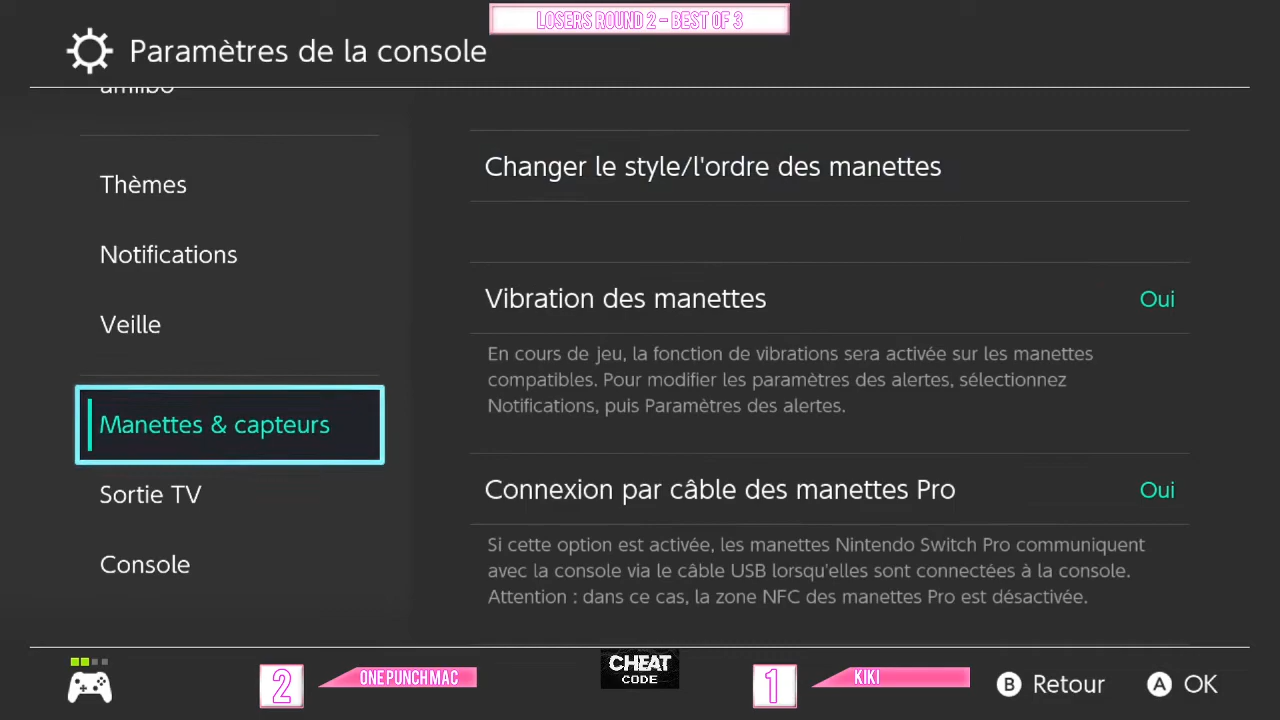 LOSERS ROUND 2 - BEST OF 3
Paramètres de la console
amiibo
Thèmes
Notifications
Veille
Manettes & capteurs
Sortie TV
Console
Changer le style/l'ordre des manettes
Vibration des manettes
Oui
En cours de jeu, la fonction de vibrations sera activée sur les manettes
compatibles. Pour modifier les paramètres des alertes, sélectionnez
Notifications, puis Paramètres des alertes.
Connexion par câble des manettes Pro
Oui
Si cette option est activée, les manettes Nintendo Switch Pro communiquent
avec la console via le câble USB lorsqu'elles sont connectées à la console.
Attention : dans ce cas, la zone NFC des manettes Pro est désactivée.
2
ONEPUNCHMAC
CHEAT
CODE
1
KIKI
B Retour
A OK